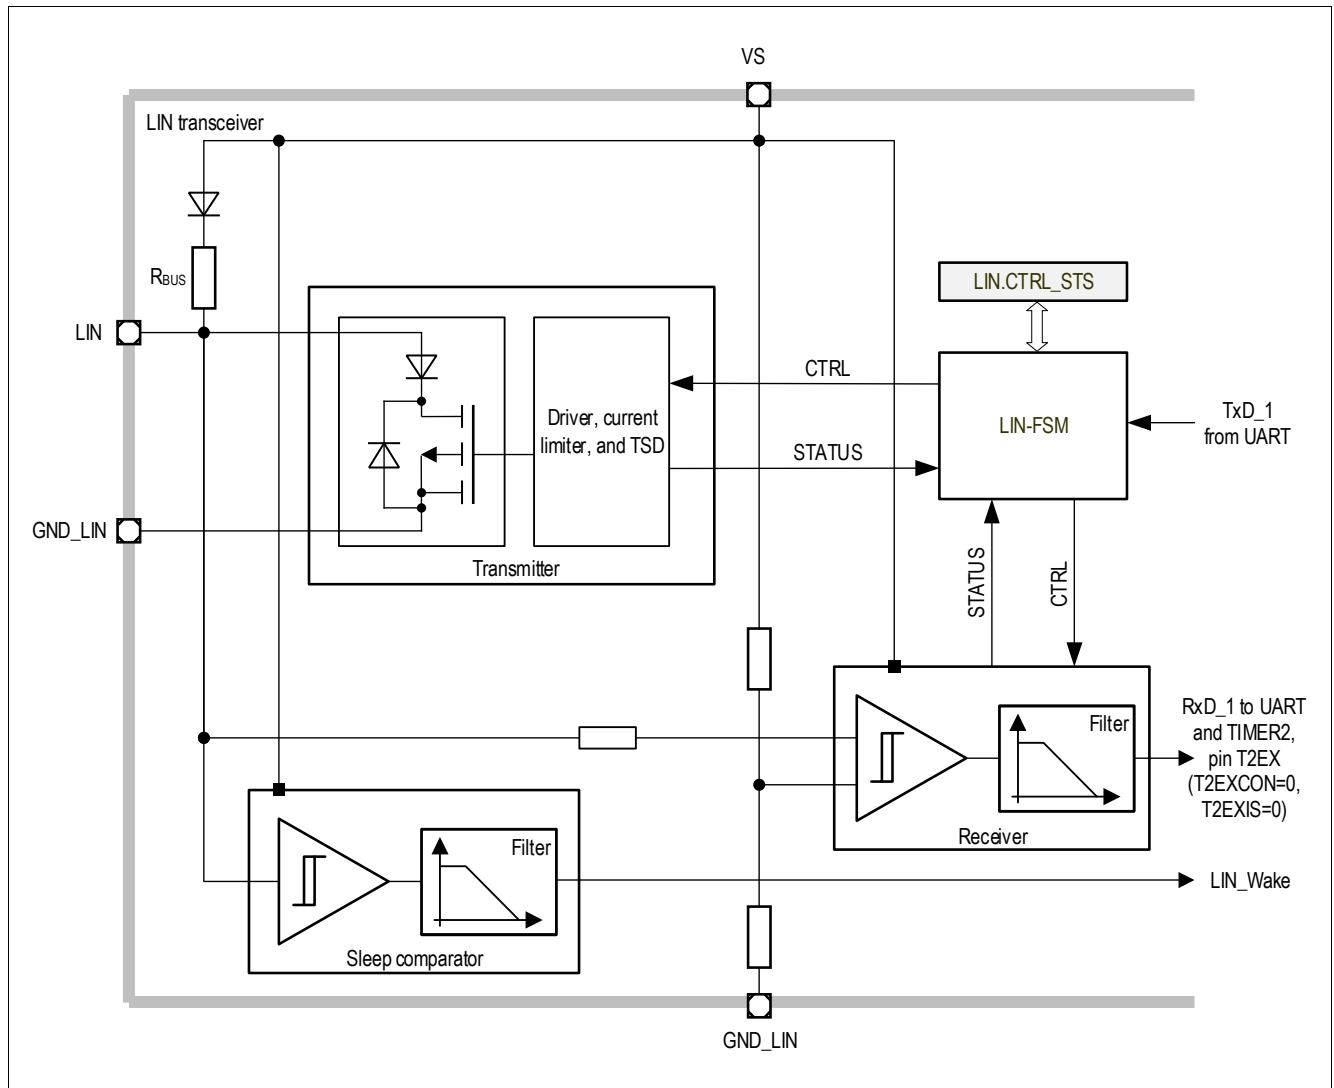 VS
LIN transceiver
RBUS
LIN.CTRL_STS
LIN
CTRL
Driver, current
limiter, and TSD
LIN-FSM
TxD_1
from UART
STATUS
GND_LIN
Transmitter
STATUS
CTRL
RxD_1 to UART
and TIMER2,
pin T2EX
(T2EXCON=0,
T2EXIS=0)
Filter
Receiver
Filter
LIN_Wake
Sleep comparator
GND_LIN